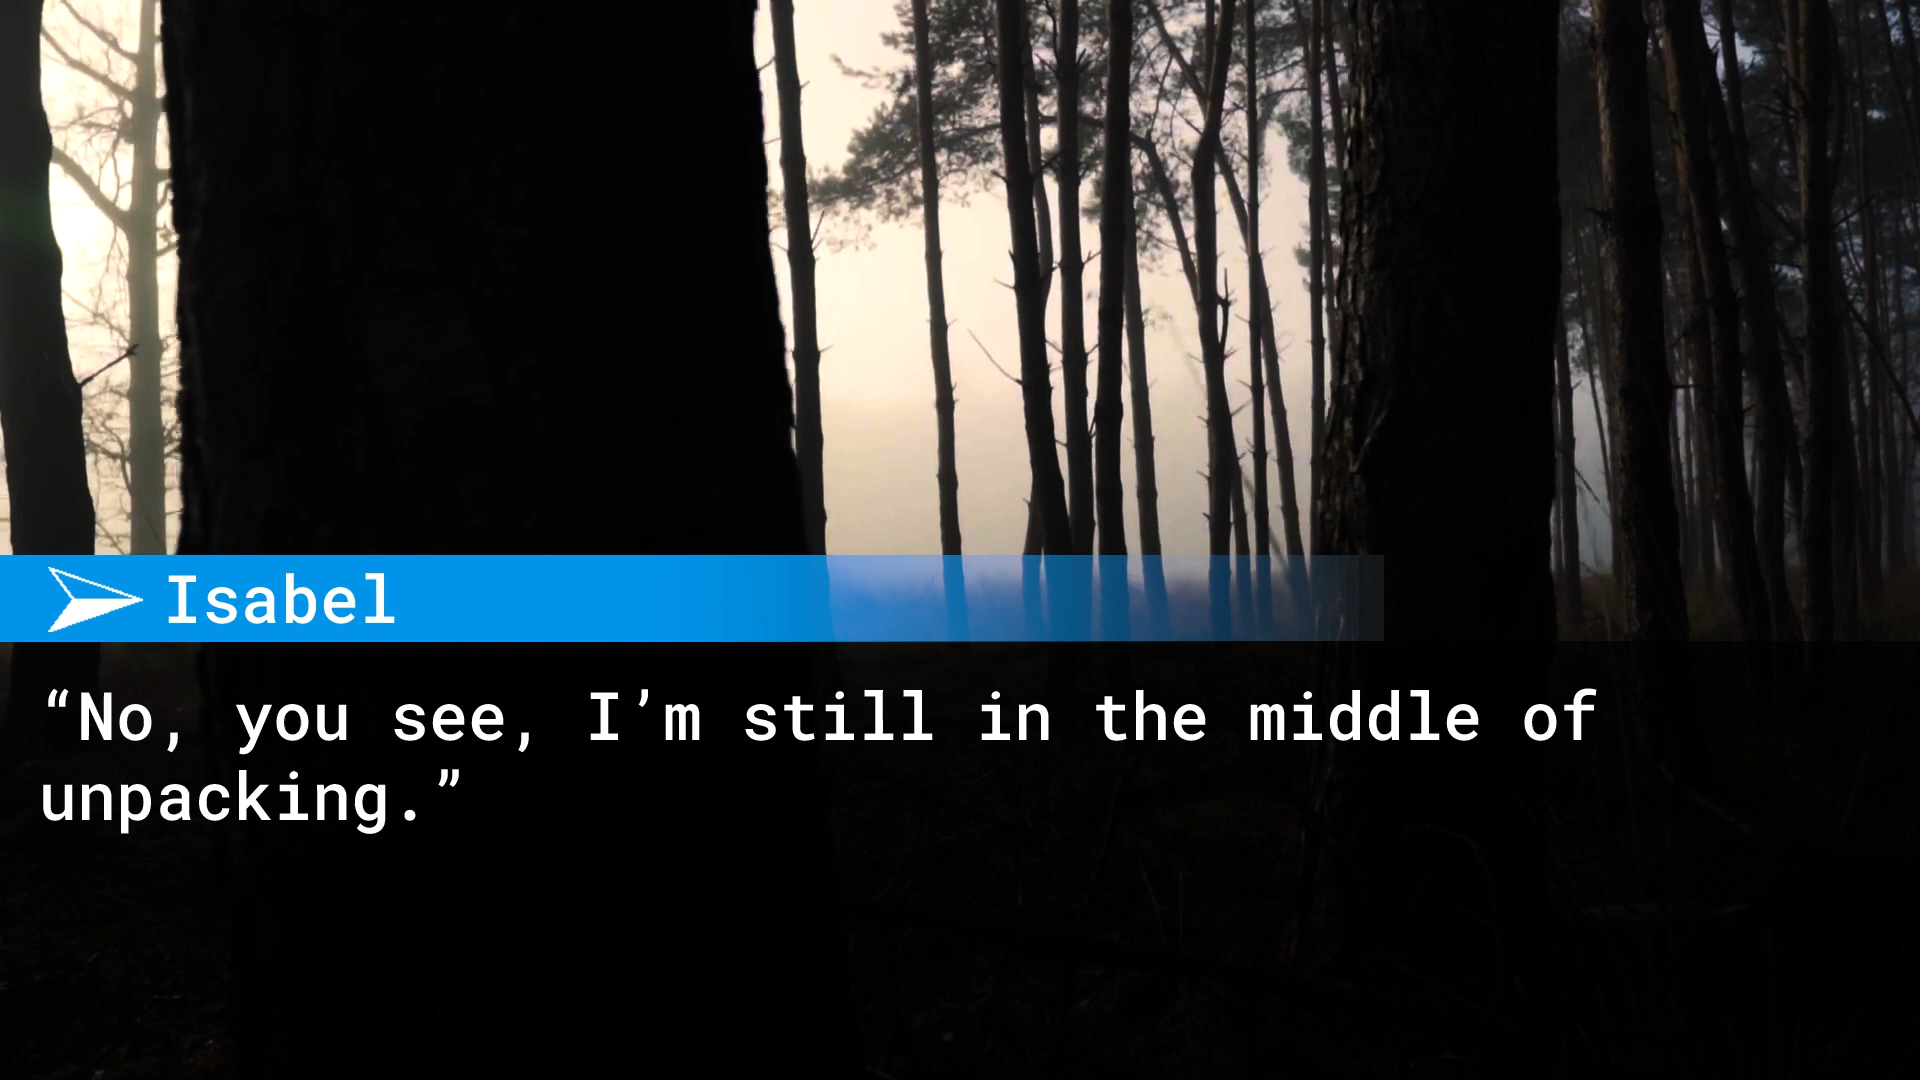 Isabel
“No, you see, I’m still in the middle of
unpacking.”